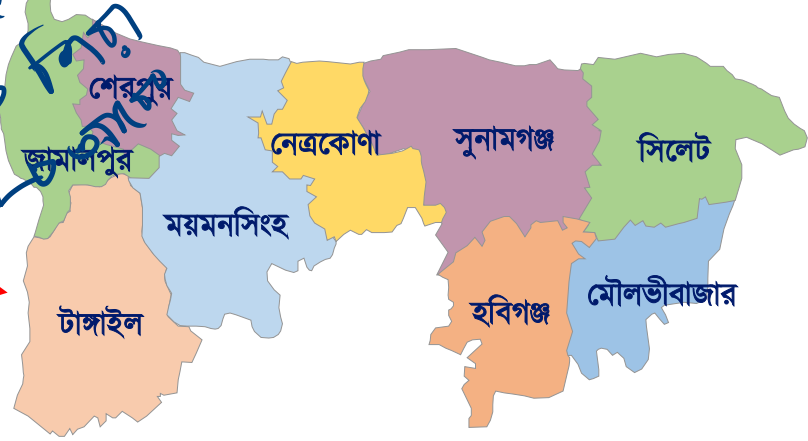 শেরপুর
জামালপুর
নেত্রকোণা
সুনামগঞ্জ
সিলেট
ময়মনসিংহ
টাঙ্গাইল
হবিগঞ্জ
মৌলভীবাজার